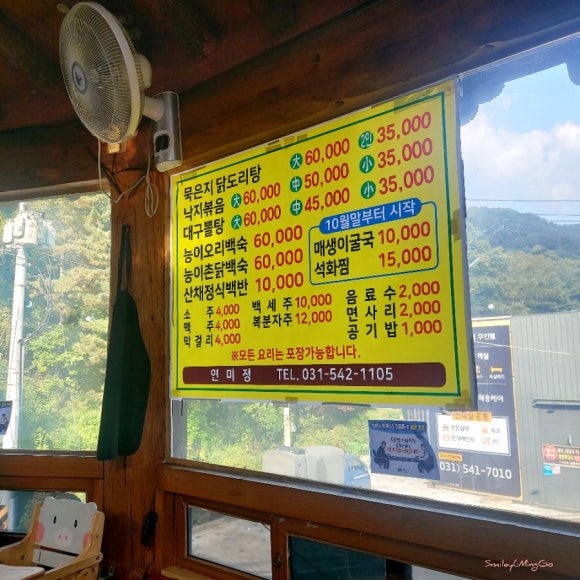 묵은지 닭도리탕 大 60,000 2인 35,000
낙지볶음 大 60,000 中 50,000 小 35,000
대구뽈탕 大 60,000 中 45,000 小 35,000
능이오리백숙 60,000
능이촌닭백숙 60,000
산채정식백반 10,000
10월말부터 시작
매생이굴국 10,000
석화찜 15,000
소 주 4,000 백 세 주 10,000 음 료 수 2,000
맥 주 4,000 복분자주 12,000 면 사 리 2,000
막 걸 리 4,000 공 기 밥 1,000
※모든 요리는 포장가능합니다.
연 미 정 TEL. 031-542-1105
PC
031) 541-7010
Smiley(;MingGo